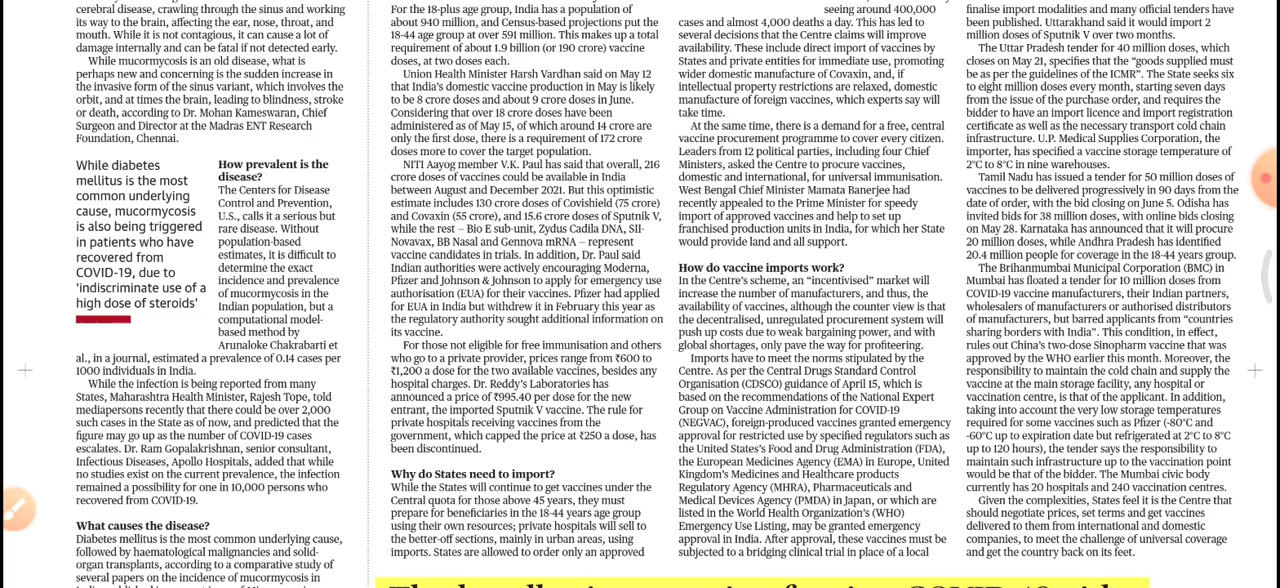 cerebral disease, crawling through the sinus and working
its way to the brain, affecting the ear, nose, throat, and
mouth. While it is not contagious, it can cause a lot of
damage internally and can be fatal if not detected early.
While mucormycosis is an old disease, what is
perhaps new and concerning is the sudden increase in
the invasive form of the sinus variant, which involves the
orbit, and at times the brain, leading to blindness, stroke
or death, according to Dr. Mohan Kameswaran, Chief
Surgeon and Director at the Madras ENT Research
Foundation, Chennai.
While diabetes
mellitus is the most
common underlying
cause, mucormycosis
is also being triggered
in patients who have
recovered from
COVID-19, due to
'indiscriminate use of a
high dose of steroids'
How prevalent is the
disease?
The Centers for Disease
Control and Prevention,
U.S., calls it a serious but
rare disease. Without
population-based
estimates, it is difficult to
determine the exact
incidence and prevalence
of mucormycosis in the
Indian population, but a
computational model-
based method by
Arunaloke Chakrabarti et
al., in a journal, estimated a prevalence of 0.14 cases per
1000 individuals in India.
While the infection is being reported from many
States, Maharashtra Health Minister, Rajesh Tope, told
mediapersons recently that there could be over 2,000
such cases in the State as of now, and predicted that the
figure may go up as the number of COVID-19 cases
escalates. Dr. Ram Gopalakrishnan, senior consultant,
Infectious Diseases, Apollo Hospitals, added that while
no studies exist on the current prevalence, the infection
remained a possibility for one in 10,000 persons who
recovered from COVID-19.
What causes the disease?
Diabetes mellitus is the most common underlying cause,
followed by haematological malignancies and solid-
organ transplants, according to a comparative study of
several papers on the incidence of mucormycosis in
For the 18-plus age group, India has a population of
about 940 million, and Census-based projections put the
18-44 age group at over 591 million. This makes up a total
requirement of about 1.9 billion (or 190 crore) vaccine
doses, at two doses each.
Union Health Minister Harsh Vardhan said on May 12
that India's domestic vaccine production in May is likely
to be 8 crore doses and about 9 crore doses in June.
Considering that over 18 crore doses have been
administered as of May 15, of which around 14 crore are
only the first dose, there is a requirement of 172 crore
doses more to cover the target population.
NITI Aayog member V.K. Paul has said that overall, 216
crore doses of vaccines could be available in India
between August and December 2021. But this optimistic
estimate includes 130 crore doses of Covishield (75 crore)
and Covaxin (55 crore), and 15.6 crore doses of Sputnik V,
while the rest — Bio E sub-unit, Zydus Cadila DNA, SII-
Novavax, BB Nasal and Gennova mRNA — represent
vaccine candidates in trials. In addition, Dr. Paul said
Indian authorities were actively encouraging Moderna,
Pfizer and Johnson & Johnson to apply for emergency use
authorisation (EUA) for their vaccines. Pfizer had applied
for EUA in India but withdrew it in February this year as
the regulatory authority sought additional information on
its vaccine.
For those not eligible for free immunisation and others
who go to a private provider, prices range from ₹600 to
₹1,200 a dose for the two available vaccines, besides any
hospital charges. Dr. Reddy's Laboratories has
announced a price of ₹995.40 per dose for the new
entrant, the imported Sputnik V vaccine. The rule for
private hospitals receiving vaccines from the
government, which capped the price at ₹250 a dose, has
been discontinued.
Why do States need to import?
While the States will continue to get vaccines under the
Central quota for those above 45 years, they must
prepare for beneficiaries in the 18-44 years age group
using their own resources; private hospitals will sell to
the better-off sections, mainly in urban areas, using
imports. States are allowed to order only an approved
seeing around 400,000
cases and almost 4,000 deaths a day. This has led to
several decisions that the Centre claims will improve
availability. These include direct import of vaccines by
States and private entities for immediate use, promoting
wider domestic manufacture of Covaxin, and, if
intellectual property restrictions are relaxed, domestic
manufacture of foreign vaccines, which experts say will
take time.
At the same time, there is a demand for a free, central
vaccine procurement programme to cover every citizen.
Leaders from 12 political parties, including four Chief
Ministers, asked the Centre to procure vaccines,
domestic and international, for universal immunisation.
West Bengal Chief Minister Mamata Banerjee had
recently appealed to the Prime Minister for speedy
import of approved vaccines and help to set up
franchised production units in India, for which her State
would provide land and all support.
How do vaccine imports work?
In the Centre's scheme, an “incentivised” market will
increase the number of manufacturers, and thus, the
availability of vaccines, although the counter view is that
the decentralised, unregulated procurement system will
push up costs due to weak bargaining power, and with
global shortages, only pave the way for profiteering.
Imports have to meet the norms stipulated by the
Centre. As per the Central Drugs Standard Control
Organisation (CDSCO) guidance of April 15, which is
based on the recommendations of the National Expert
Group on Vaccine Administration for COVID-19
(NEGVAC), foreign-produced vaccines granted emergency
approval for restricted use by specified regulators such as
the United States's Food and Drug Administration (FDA),
the European Medicines Agency (EMA) in Europe, United
Kingdom's Medicines and Healthcare products
Regulatory Agency (MHRA), Pharmaceuticals and
Medical Devices Agency (PMDA) in Japan, or which are
listed in the World Health Organization's (WHO)
Emergency Use Listing, may be granted emergency
approval in India. After approval, these vaccines must be
subjected to a bridging clinical trial in place of a local
finalise import modalities and many official tenders have
been published. Uttarakhand said it would import 2
million doses of Sputnik V over two months.
The Uttar Pradesh tender for 40 million doses, which
closes on May 21, specifies that the “goods supplied must
be as per the guidelines of the ICMR”. The State seeks six
to eight million doses every month, starting seven days
from the issue of the purchase order, and requires the
bidder to have an import licence and import registration
certificate as well as the necessary transport cold chain
infrastructure. U.P. Medical Supplies Corporation, the
importer, has specified a vaccine storage temperature of
2°C to 8°C in nine warehouses.
Tamil Nadu has issued a tender for 50 million doses of
vaccines to be delivered progressively in 90 days from the
date of order, with the bid closing on June 5. Odisha has
invited bids for 38 million doses, with online bids closing
on May 28. Karnataka has announced that it will procure
20 million doses, while Andhra Pradesh has identified
20.4 million people for coverage in the 18-44 years group.
The Brihanmumbai Municipal Corporation (BMC) in
Mumbai has floated a tender for 10 million doses from
COVID-19 vaccine manufacturers, their Indian partners,
wholesalers of manufacturers or authorised distributors
of manufacturers, but barred applicants from “countries
sharing borders with India”. This condition, in effect,
rules out China's two-dose Sinopharm vaccine that was
approved by the WHO earlier this month. Moreover, the
responsibility to maintain the cold chain and supply the
vaccine at the main storage facility, any hospital or
vaccination centre, is that of the applicant. In addition,
taking into account the very low storage temperatures
required for some vaccines such as Pfizer (-80°C and
-60°C up to expiration date but refrigerated at 2°C to 8°C
up to 120 hours), the tender says the responsibility to
maintain such infrastructure up to the vaccination point
would be that of the bidder. The Mumbai civic body
currently has 20 hospitals and 240 vaccination centres.
Given the complexities, States feel it is the Centre that
should negotiate prices, set terms and get vaccines
delivered to them from international and domestic
companies, to meet the challenge of universal coverage
and get the country back on its feet.